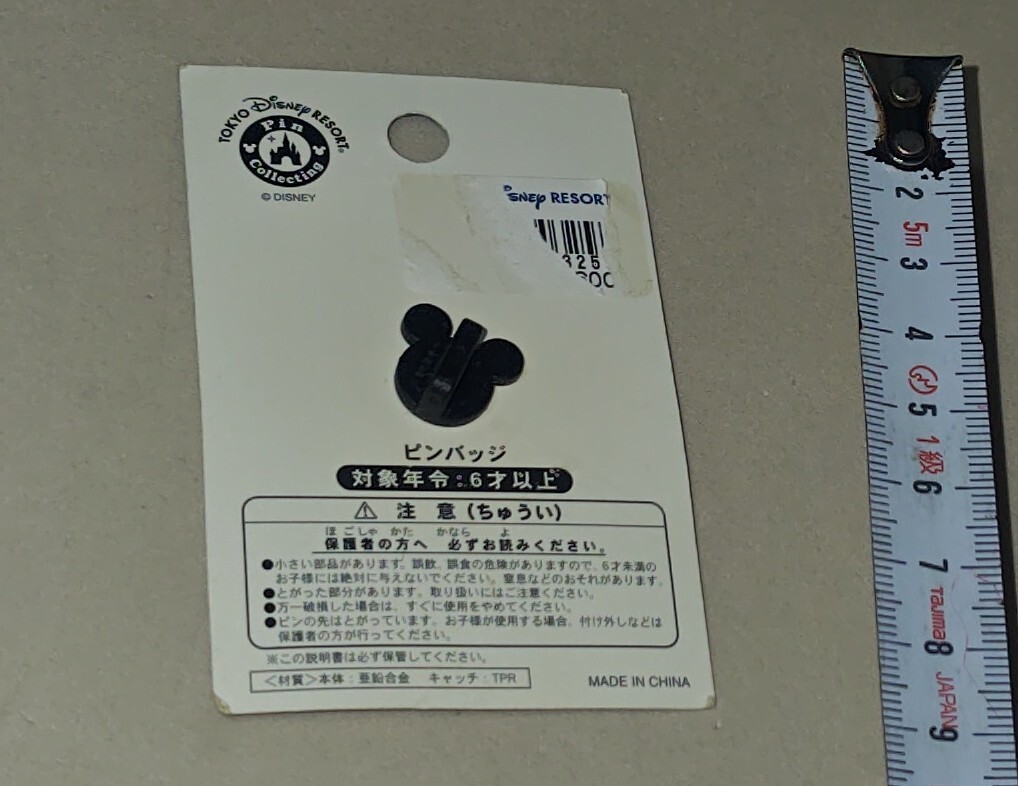 TOKYO Disney RESORT®
Pin
Collecting
© DISNEY
Disney RESORT
325
ピンバッジ
対象年令:6才以上
⚠ 注 意 (ちゅうい)
ほごしゃ かた かなら よ
保護者の方へ 必ずお読みください。
●小さい部品があります。誤飲、誤食の危険がありますので、6才未満の
お子様には絶対に与えないでください。窒息などのおそれがあります。
●とがった部分があります。取り扱いにはご注意ください。
●万一破損した場合は、すぐに使用をやめてください。
●ピンの先はとがっています。お子様が使用する場合、付け外しなどは
保護者の方が行ってください。
※この説明書は必ず保管してください。
<材質>本体:亜鉛合金 キャッチ:TPR
MADE IN CHINA
2
5m
3
4
5
1級
6
7
Tajima
8
JAPAN
9